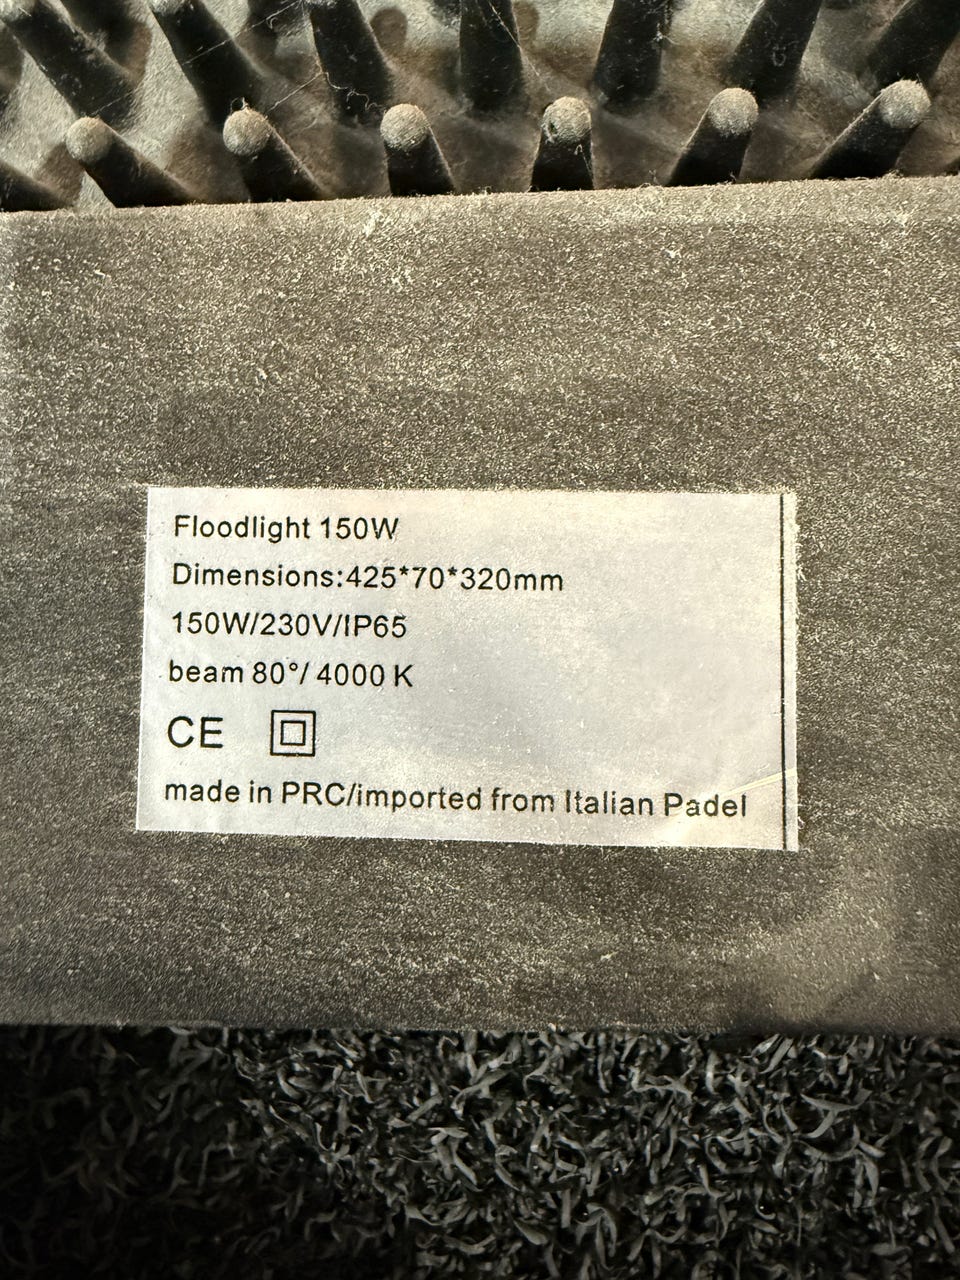 Floodlight 150W
Dimensions:425*70*320mm
150W/230V/IP65
beam 80°/ 4000 K
CE
made in PRC/imported from Italian Padel